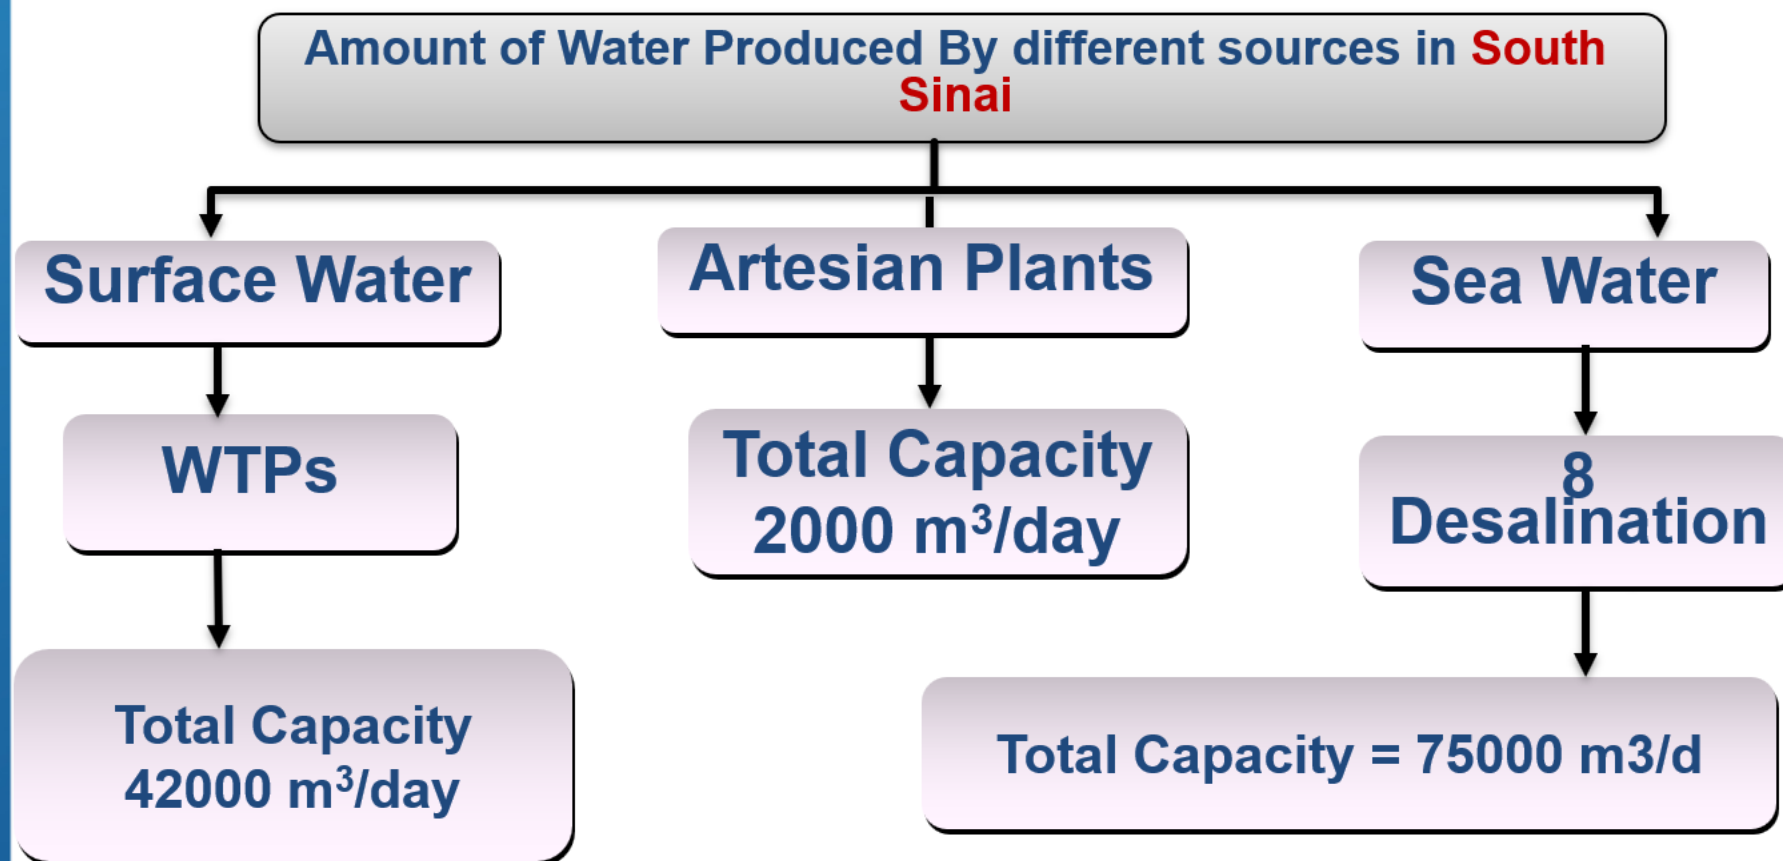 Amount of Water Produced By different sources in South
Sinai
Surface Water
Artesian Plants
Sea Water
WTPs
Total Capacity
2000 m³/day
8
Desalination
Total Capacity
42000 m³/day
Total Capacity = 75000 m3/d